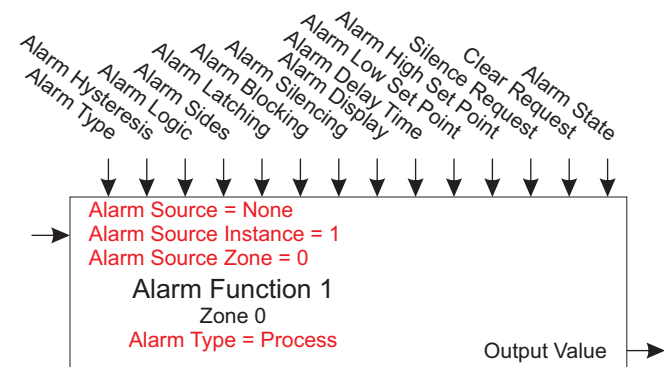 Alarm Type
Alarm Hysteresis
Alarm Logic
Alarm Sides
Alarm Latching
Alarm Blocking
Alarm Silencing
Alarm Display
Alarm Delay Time
Alarm Low Set Point
Alarm High Set Point
Silence Request
Clear Request
Alarm State
Alarm Source = None
Alarm Source Instance = 1
Alarm Source Zone = 0
Alarm Function 1
Zone 0
Alarm Type = Process
Output Value